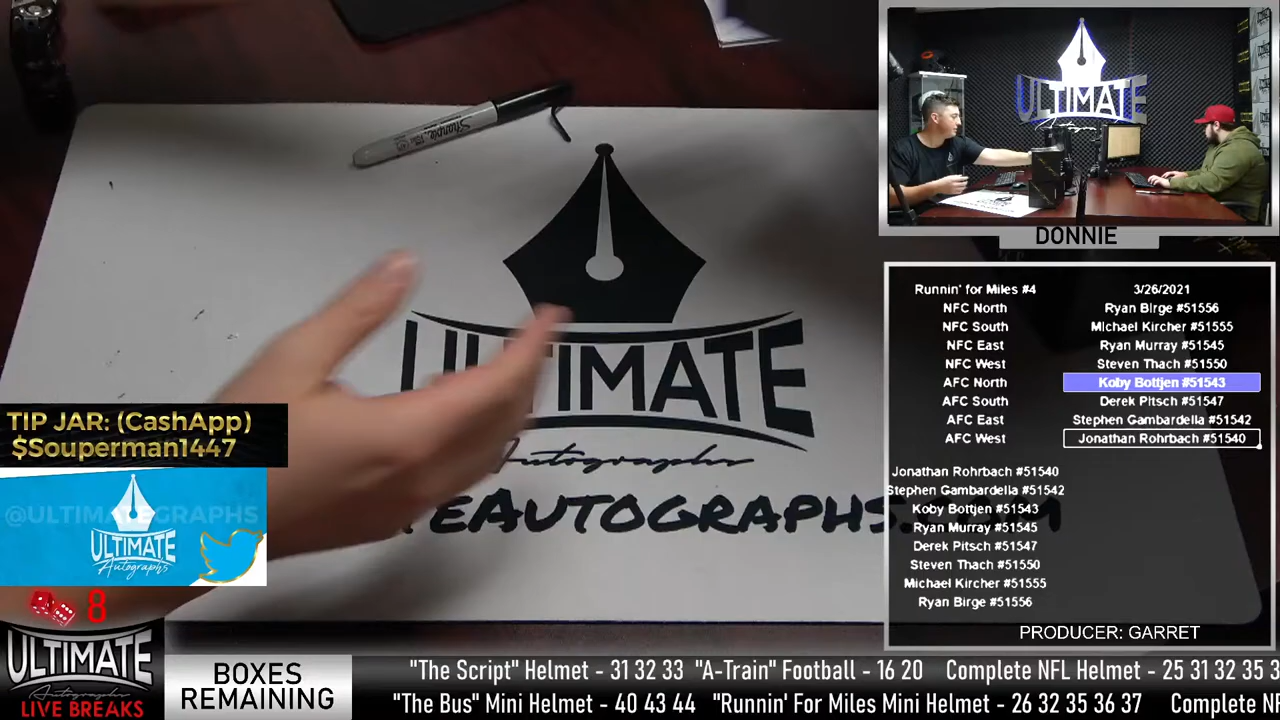 Sharpie
ULTIMATE
Autographs
TEAUTOGRAPHS.COM
ULTIMATE
DONNIE
Runnin' for Miles #4 3/26/2021
NFC North Ryan Birge #51556
NFC South Michael Kircher #51555
NFC East Ryan Murray #51545
NFC West Steven Thach #51550
AFC North Koby Bottjen #51543
AFC South Derek Pitsch #51547
AFC East Stephen Gambardella #51542
AFC West Jonathan Rohrbach #51540
Jonathan Rohrbach #51540
Stephen Gambardella #51542
Koby Bottjen #51543
Ryan Murray #51545
Derek Pitsch #51547
Steven Thach #51550
Michael Kircher #51555
Ryan Birge #51556
PRODUCER: GARRET
TIP JAR: (CashApp)
$Souperman1447
@ULTIMATEGRAPHS
ULTIMATE
Autographs
8
ULTIMATE
Autographs
LIVE BREAKS
BOXES
REMAINING
"The Script" Helmet - 31 32 33 "A-Train" Football - 16 20 Complete NFL Helmet - 25 31 32 35 3
"The Bus" Mini Helmet - 40 43 44 "Runnin' For Miles Mini Helmet - 26 32 35 36 37 Complete NF